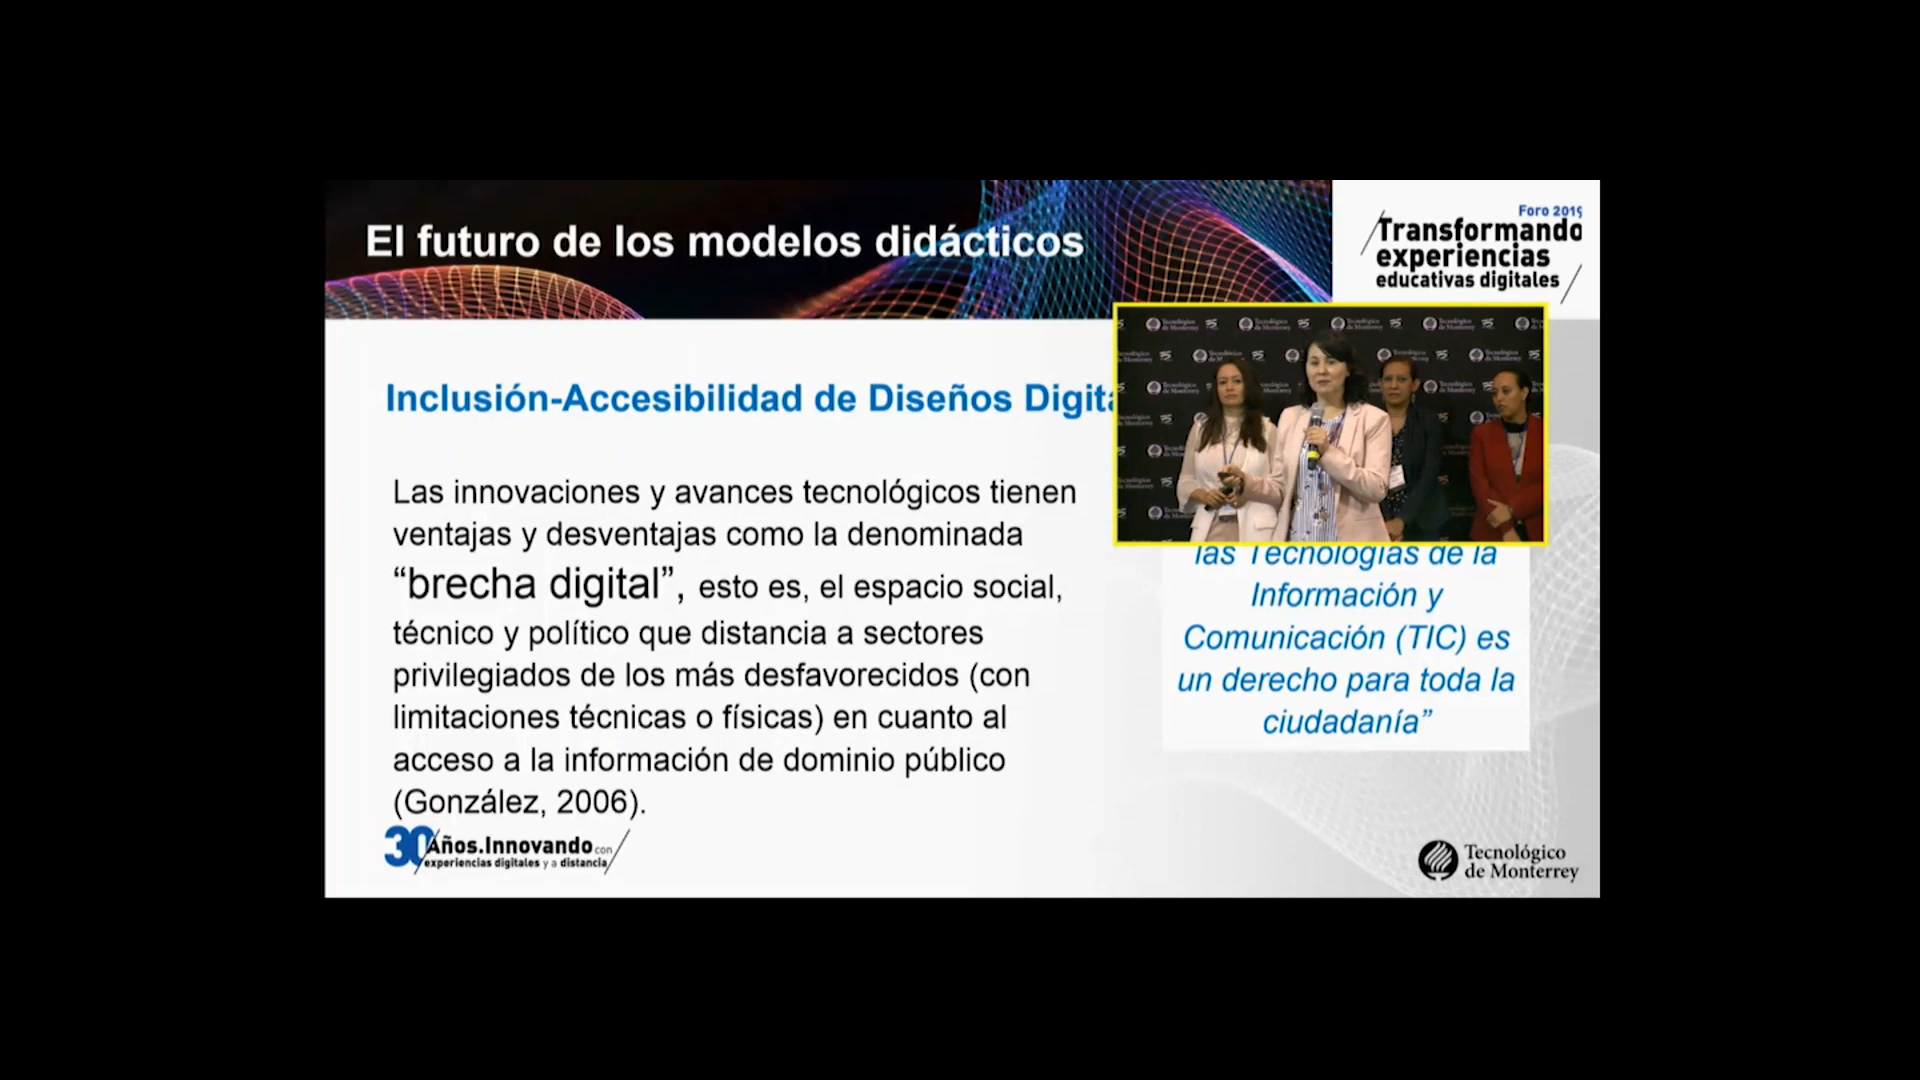 El futuro de los modelos didácticos
Foro 2019
Transformando
experiencias
educativas digitales
Inclusión-Accesibilidad de Diseños
Las innovaciones y avances tecnológicos tienen
ventajas y desventajas como la denominada
“brecha digital”, esto es, el espacio social,
técnico y político que distancia a sectores
privilegiados de los más desfavorecidos (con
limitaciones técnicas o físicas) en cuanto al
acceso a la información de dominio público
(González, 2006).
las Tecnologías de la
Información y
Comunicación (TIC) es
un derecho para toda la
ciudadanía”
30 Años.Innovando con
experiencias digitales y a distancia
Tecnológico
de Monterrey